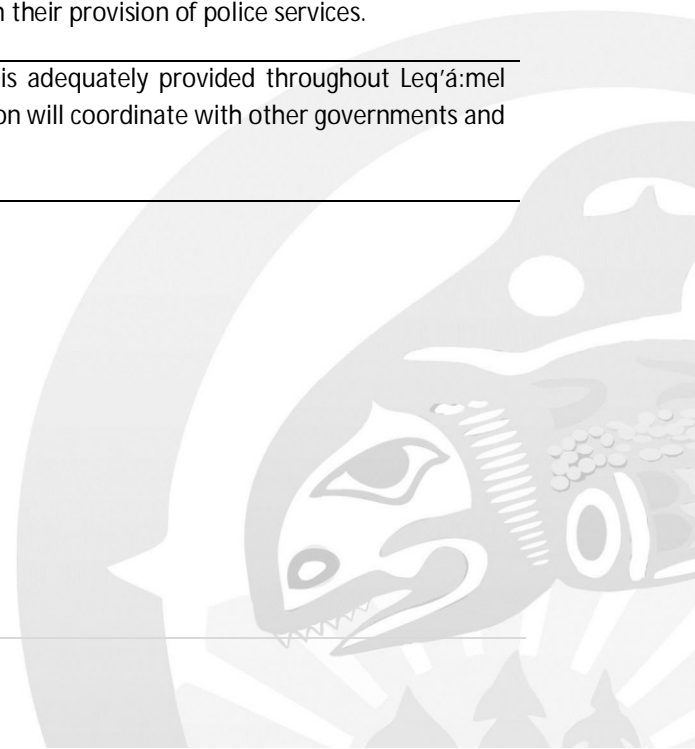 their provision of police services.
is adequately provided throughout Leq'á:mel
on will coordinate with other governments and